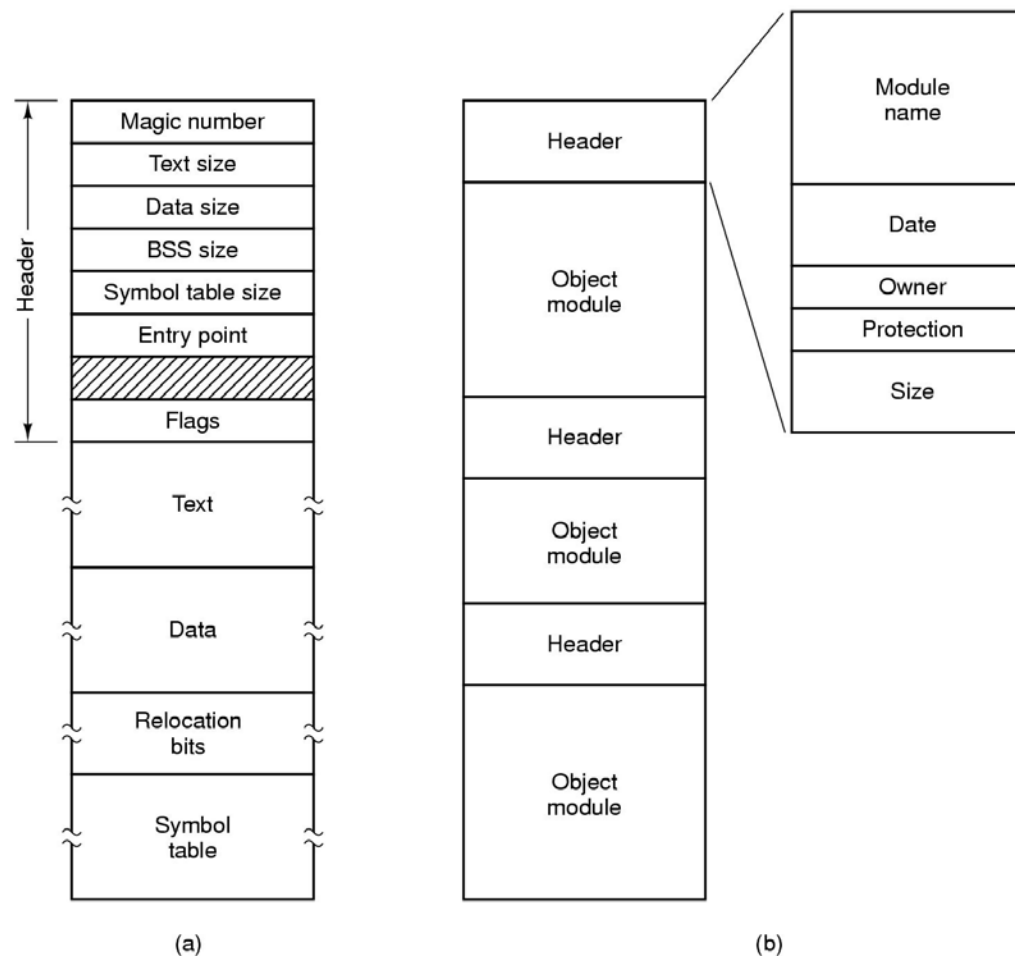 Header
Magic number
Text size
Data size
BSS size
Symbol table size
Entry point
Flags
Text
Data
Relocation
bits
Symbol
table
(a)
Header
Object
module
Header
Object
module
Header
Object
module
Module
name
Date
Owner
Protection
Size
(b)